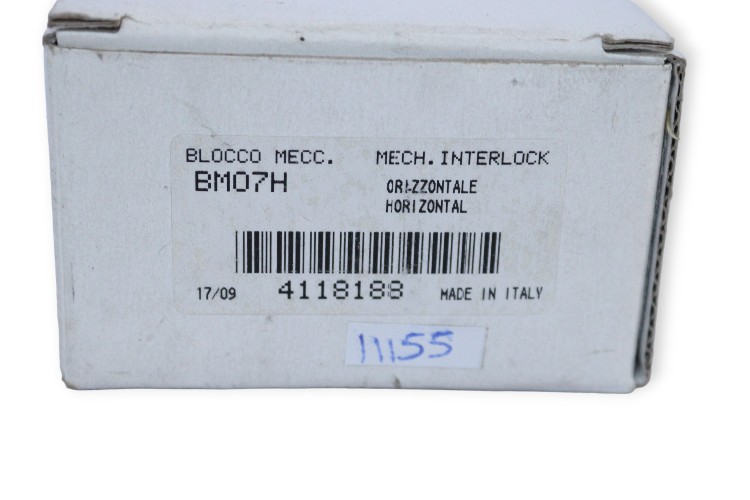 BLOCCO MECC. MECH. INTERLOCK
BM07H ORIZZONTALE
HORIZONTAL
17/09 4118188 MADE IN ITALY
11155